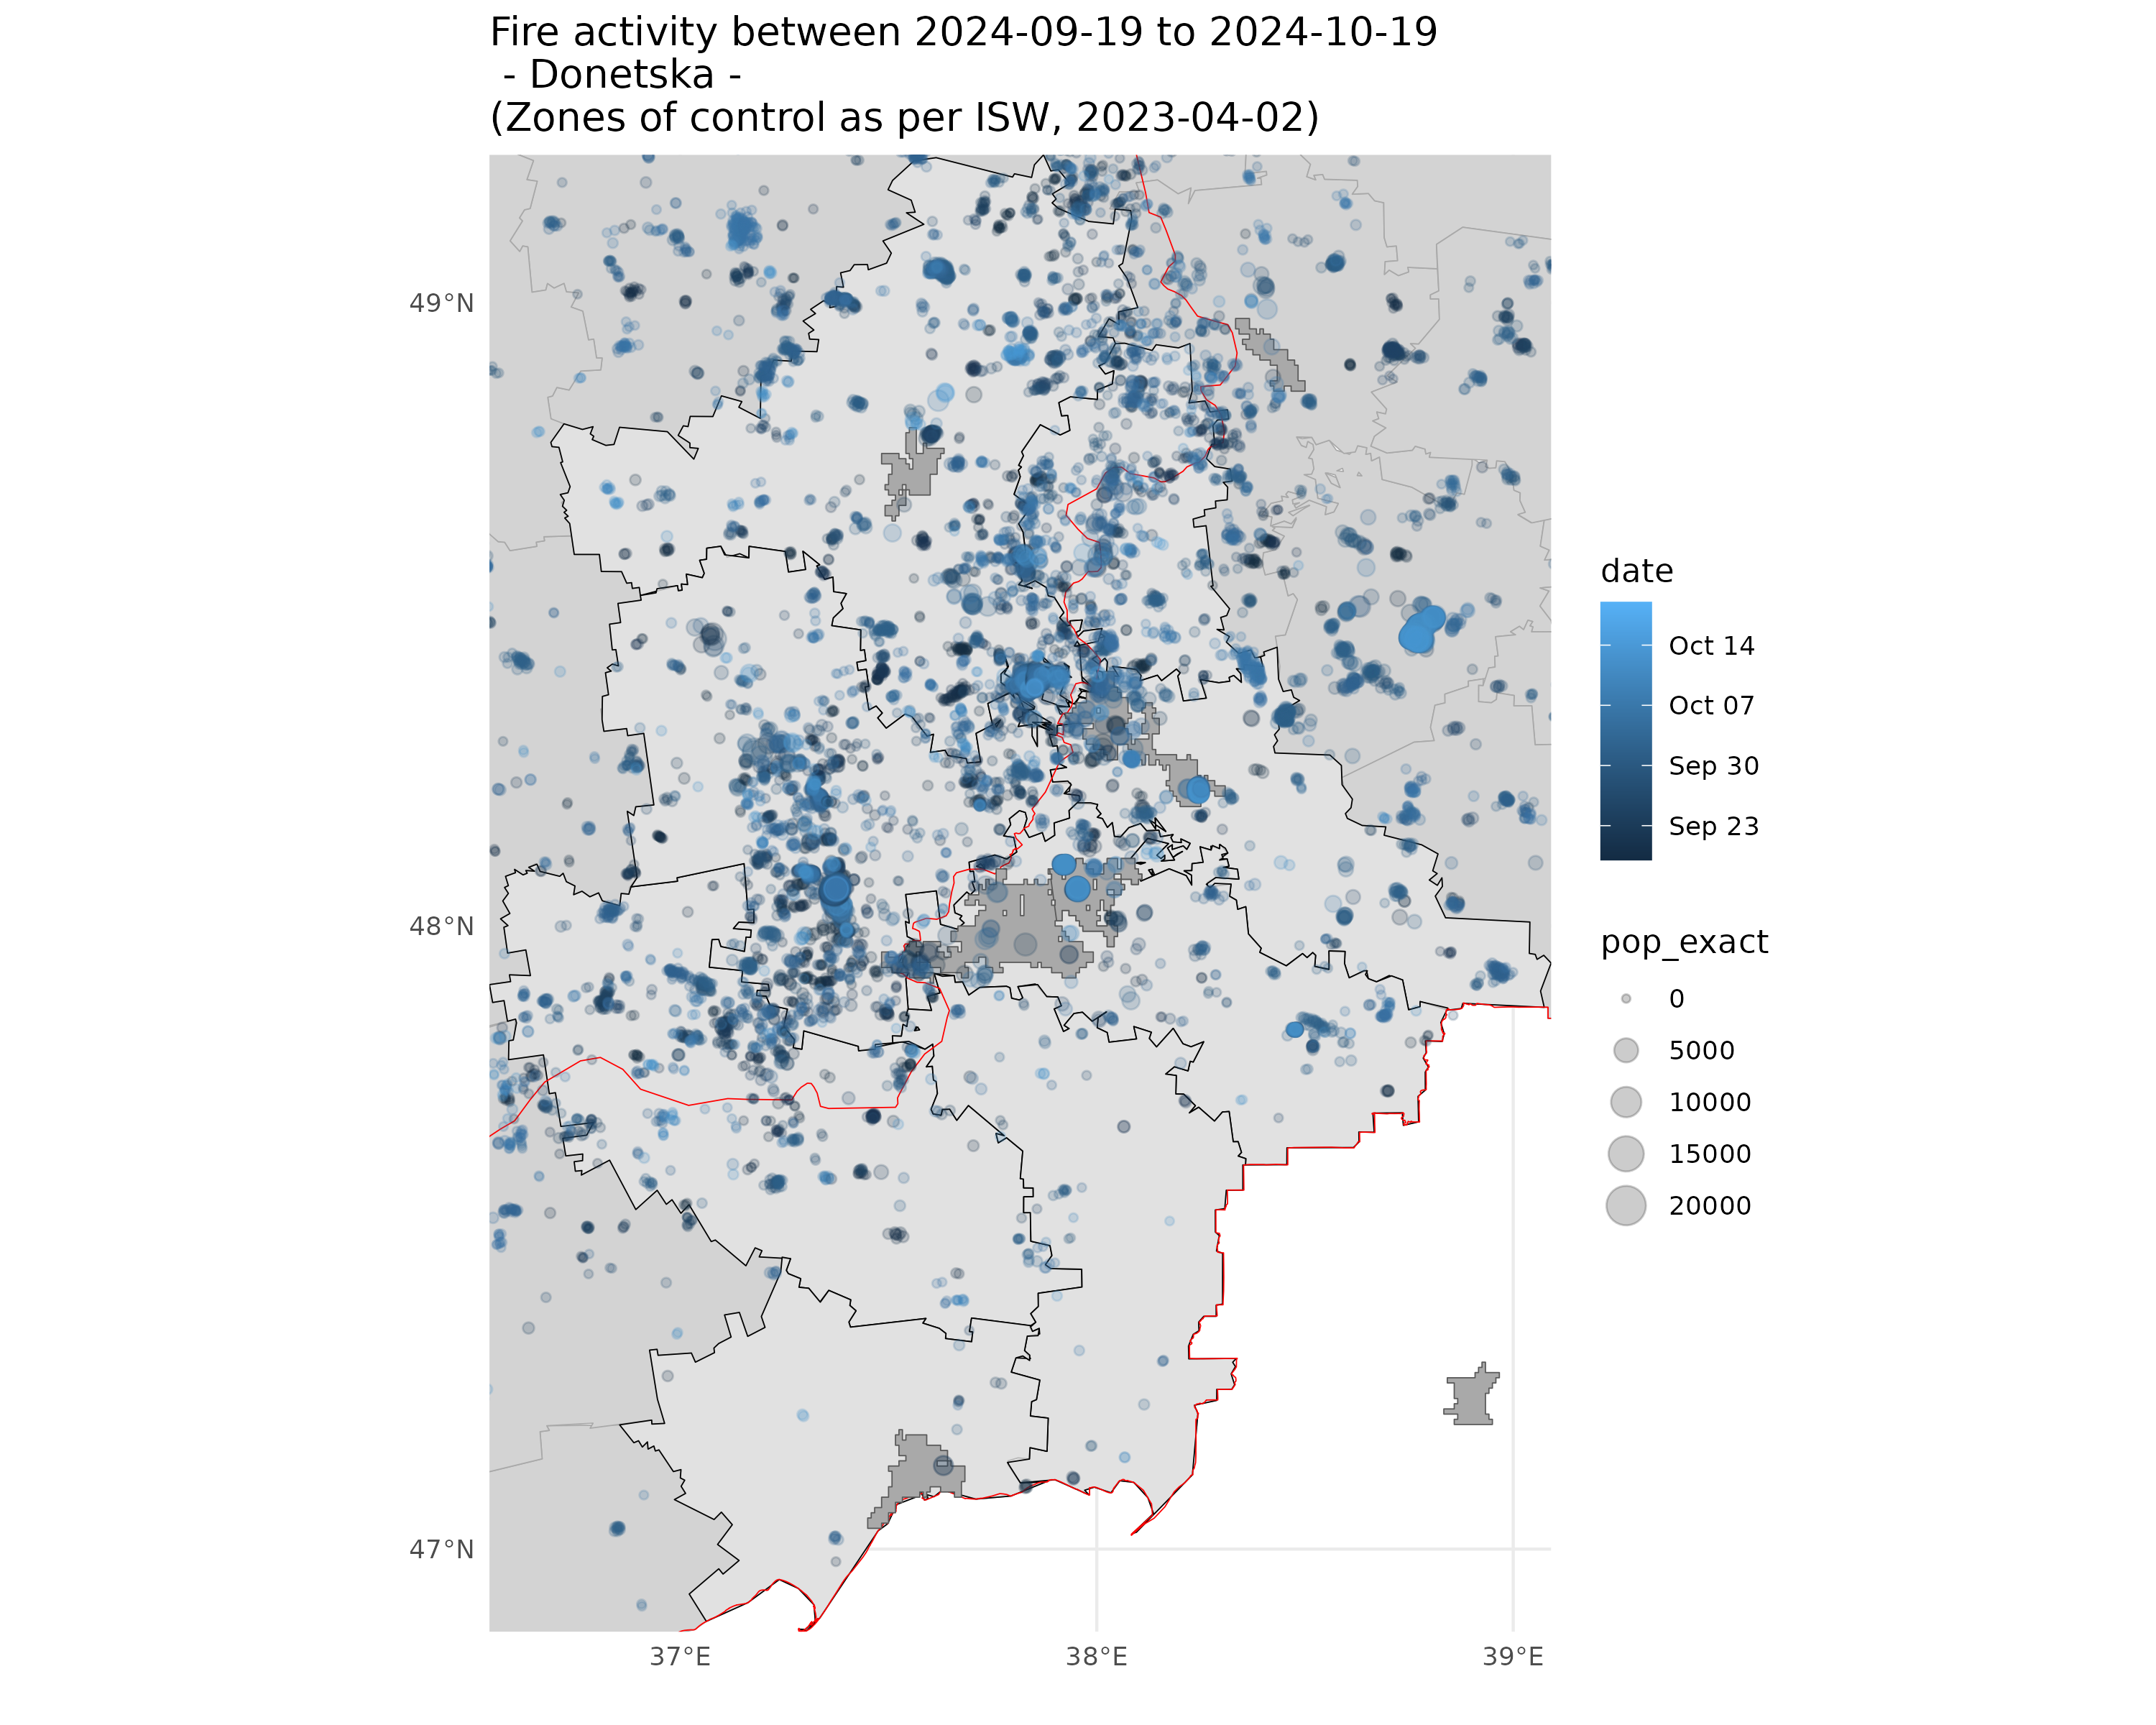 Fire activity between 2024-09-19 to 2024-10-19
- Donetska -
(Zones of control as per ISW, 2023-04-02)
49°N
48°N
47°N
37°E
38°E
39°E
date
Oct 14
Oct 07
Sep 30
Sep 23
pop_exact
0
5000
10000
15000
20000